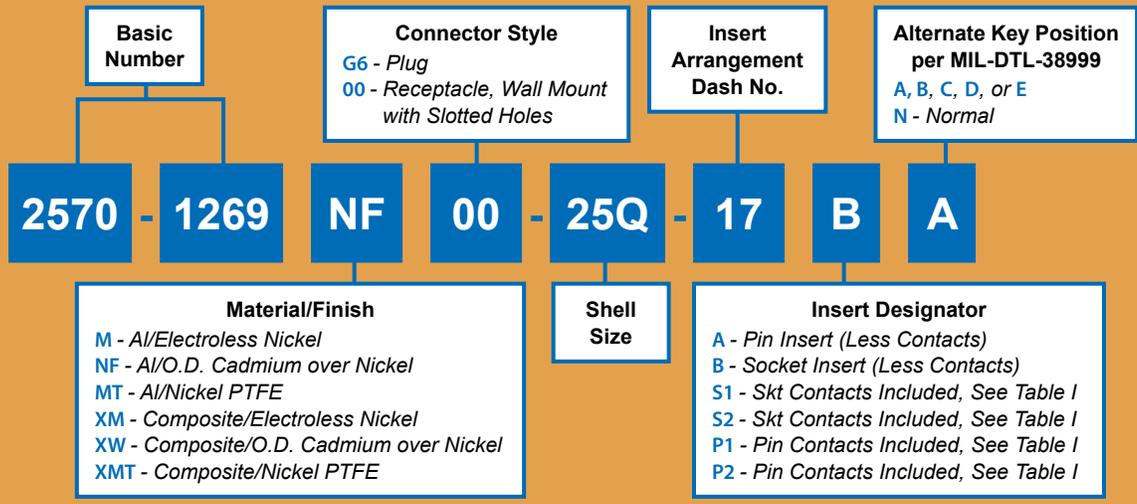 Basic
Number
Connector Style
G6 - Plug
00 - Receptacle, Wall Mount
with Slotted Holes
Insert
Arrangement
Dash No.
Alternate Key Position
per MIL-DTL-38999
A, B, C, D, or E
N - Normal
2570 - 1269 NF 00 - 25Q - 17 B A
Material/Finish
M - Al/Electroless Nickel
NF - Al/O.D. Cadmium over Nickel
MT - Al/Nickel PTFE
XM - Composite/Electroless Nickel
XW - Composite/O.D. Cadmium over Nickel
XMT - Composite/Nickel PTFE
Shell
Size
Insert Designator
A - Pin Insert (Less Contacts)
B - Socket Insert (Less Contacts)
S1 - Skt Contacts Included, See Table I
S2 - Skt Contacts Included, See Table I
P1 - Pin Contacts Included, See Table I
P2 - Pin Contacts Included, See Table I